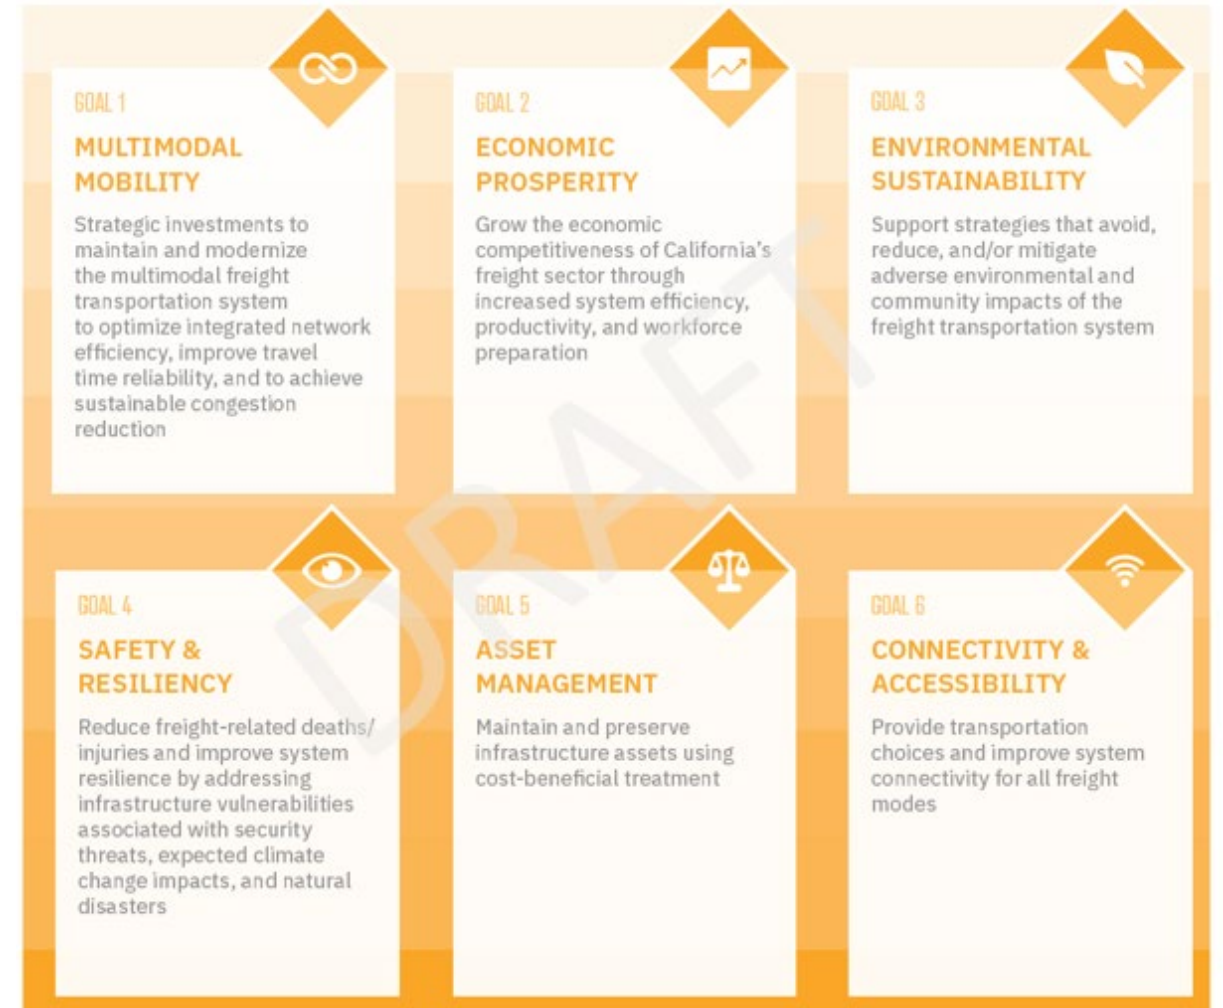 GOAL 1
MULTIMODAL
MOBILITY
Strategic investments to
maintain and modernize
the multimodal freight
transportation system
to optimize integrated network
efficiency, improve travel
time reliability, and to achieve
sustainable congestion
reduction
GOAL 2
ECONOMIC
PROSPERITY
Grow the economic
competitiveness of California's
freight sector through
increased system efficiency,
productivity, and workforce
preparation
GOAL 3
ENVIRONMENTAL
SUSTAINABILITY
Support strategies that avoid,
reduce, and/or mitigate
adverse environmental and
community impacts of the
freight transportation system
GOAL 4
SAFETY &
RESILIENCY
Reduce freight-related deaths/
injuries and improve system
resilience by addressing
infrastructure vulnerabilities
associated with security
threats, expected climate
change impacts, and natural
disasters
GOAL 5
ASSET
MANAGEMENT
Maintain and preserve
infrastructure assets using
cost-beneficial treatment
GOAL 6
CONNECTIVITY &
ACCESSIBILITY
Provide transportation
choices and improve system
connectivity for all freight
modes
DRAFT